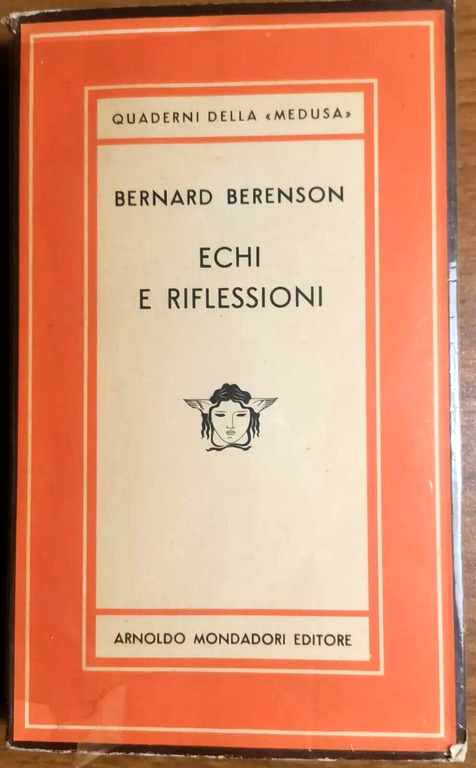 QUADERNI DELLA «MEDUSA»
BERNARD BERENSON
ECHI
E RIFLESSIONI
ARNOLDO MONDADORI EDITORE